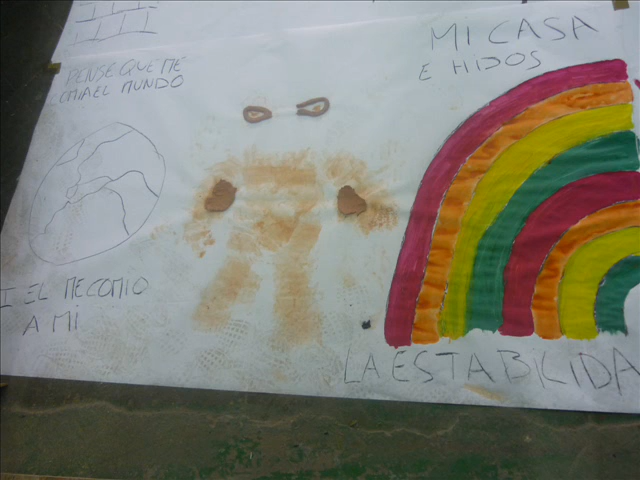 PENSE QUE ME
COMIA EL MUNDO
I EL ME COMIO
A MI
MI CASA
E HIJOS
LA ESTABILIDA